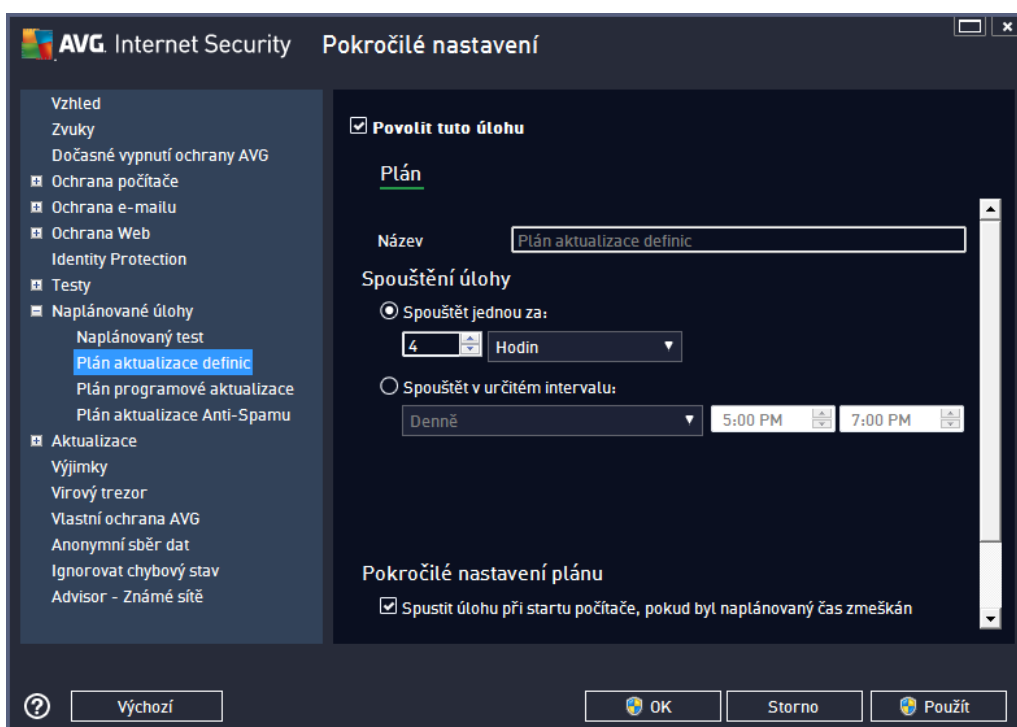 AVG. Internet Security Pokročilé nastavení
Vzhled
Zvuky
Dočasné vypnutí ochrany AVG
Ochrana počítače
Ochrana e-mailu
Ochrana Web
Identity Protection
Testy
Naplánované úlohy
Naplánovaný test
Plán aktualizace definic
Plán programové aktualizace
Plán aktualizace Anti-Spamu
Aktualizace
Výjimky
Virový trezor
Vlastní ochrana AVG
Anonymní sběr dat
Ignorovat chybový stav
Advisor - Známé sítě
Povolit tuto úlohu
Plán
Název Plán aktualizace definic
Spouštění úlohy
Spouštět jednou za:
4 Hodin
Spouštět v určitém intervalu:
Denně 5:00 PM 7:00 PM
Pokročilé nastavení plánu
Spustit úlohu při startu počítače, pokud byl naplánovaný čas zmeškán
? Výchozí OK Storno Použít